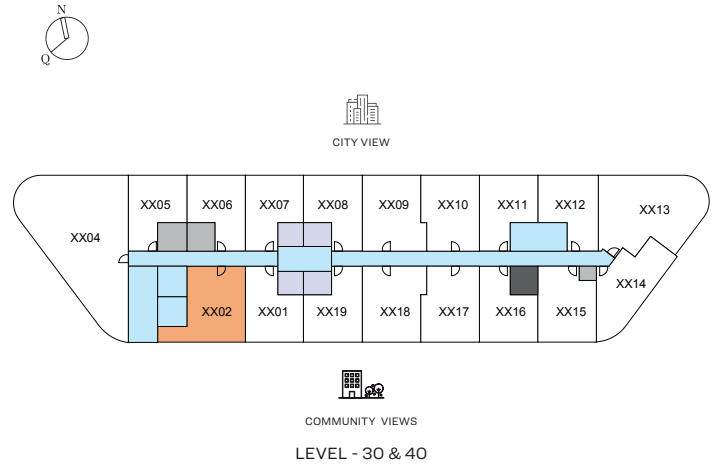 N
Q
CITY VIEW
XX05 XX06 XX07 XX08 XX09 XX10 XX11 XX12 XX13
XX04
XX14
XX02 XX01 XX19 XX18 XX17 XX16 XX15
COMMUNITY VIEWS
LEVEL - 30 & 40